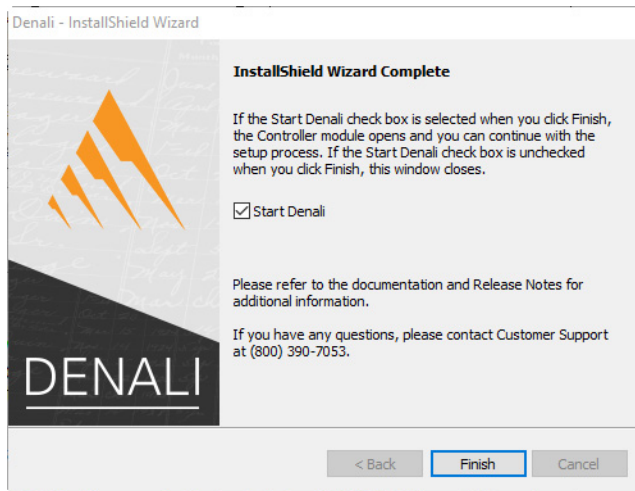 Denali - InstallShield Wizard
InstallShield Wizard Complete
If the Start Denali check box is selected when you click Finish,
the Controller module opens and you can continue with the
setup process. If the Start Denali check box is unchecked
when you click Finish, this window closes.
Start Denali
Please refer to the documentation and Release Notes for
additional information.
If you have any questions, please contact Customer Support
at (800) 390-7053.
DENALI
< Back
Finish
Cancel